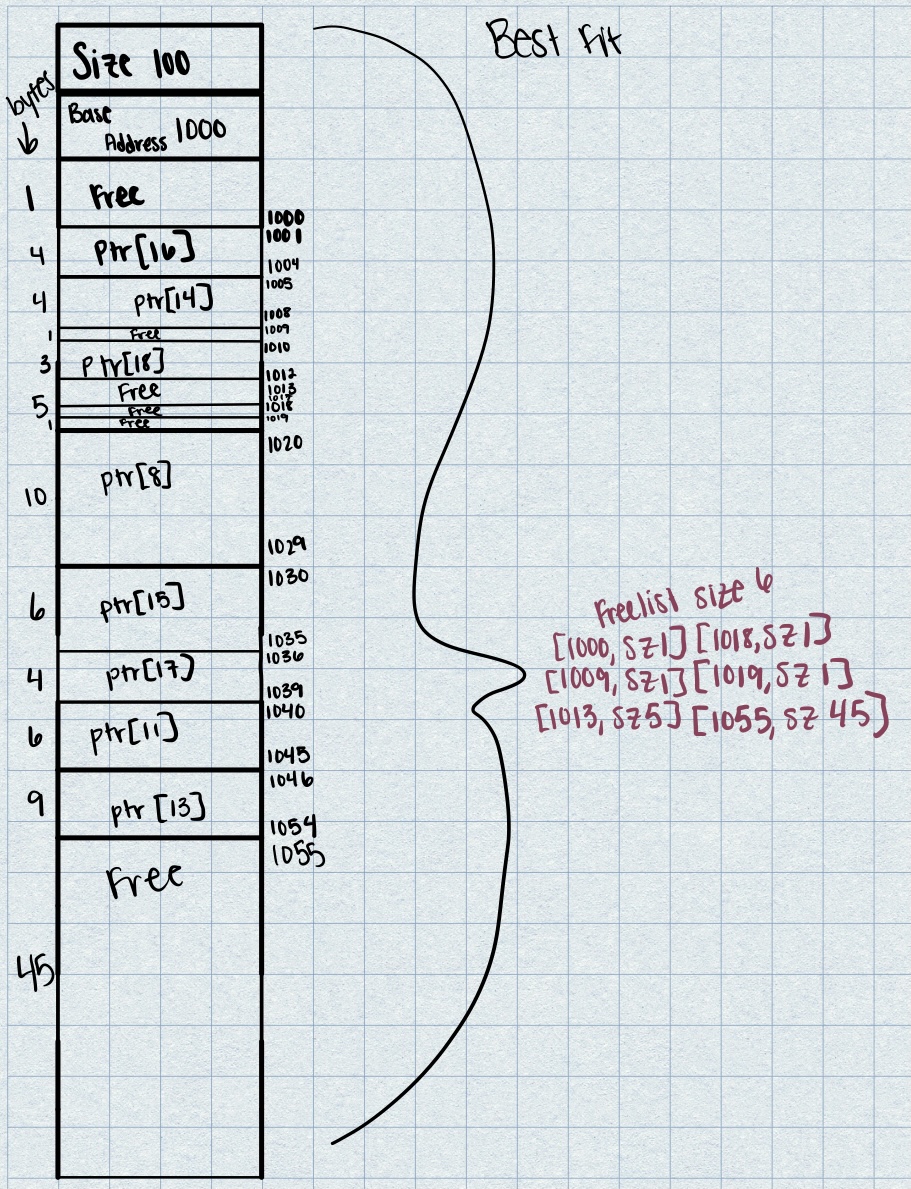 Best Fit
Size 100
bytes
Base
Address 1000
1 Free
1000
1001
4 Ptr[16]
1004
1005
4 ptr[14]
1008
1 Free 1009
1010
3 Ptr[18]
1012
Free 1013
1017
5
Free 1018
1 Free 1019
1020
ptr[8]
10
1029
1030
6 ptr[15]
1035
1036
4 ptr[17]
1039
1040
6 ptr[11]
1045
1046
9 ptr[13]
1054
1055
Free
45
Freelist size 6
[1000, SZ1] [1018, SZ1]
[1009, SZ1] [1019, SZ 1]
[1013, SZ5] [1055, SZ 45]